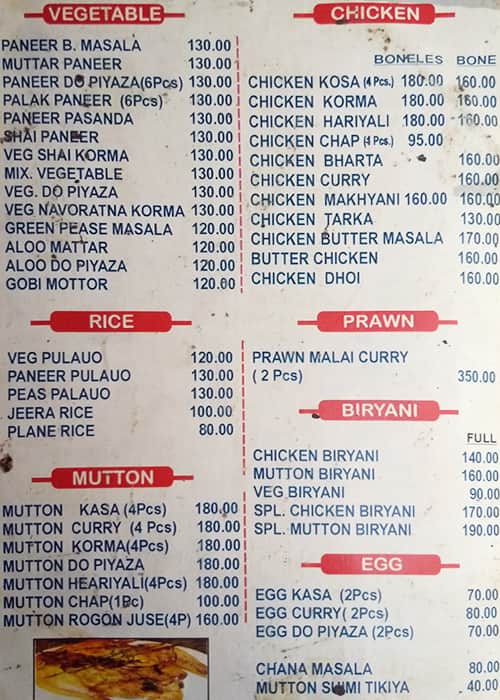 VEGETABLE
PANEER B. MASALA 130.00
MUTTAR PANEER 130.00
PANEER DO PIYAZA(6Pcs) 130.00
PALAK PANEER (6Pcs) 130.00
PANEER PASANDA 130.00
SHAI PANEER 130.00
VEG SHAI KORMA 130.00
MIX. VEGETABLE 130.00
VEG. DO PIYAZA 130.00
VEG NAVORATNA KORMA 130.00
GREEN PEASE MASALA 120.00
ALOO MATTAR 120.00
ALOO DO PIYAZA 120.00
GOBI MOTTOR 120.00
RICE
VEG PULAUO 120.00
PANEER PULAUO 130.00
PEAS PALAUO 130.00
JEERA RICE 100.00
PLANE RICE 80.00
MUTTON
MUTTON KASA (4Pcs) 180.00
MUTTON CURRY (4 Pcs) 180.00
MUTTON KORMA(4Pcs) 180.00
MUTTON DO PIYAZA 180.00
MUTTON HEARIYALI(4Pcs) 180.00
MUTTON CHAP(1Pc) 100.00
MUTTON ROGON JUSE(4P) 160.00
CHICKEN
BONELES BONE
CHICKEN KOSA (4 Pcs.) 180.00 160.00
CHICKEN KORMA 180.00 160.00
CHICKEN HARIYALI 180.00 160.00
CHICKEN CHAP (4 Pcs.) 95.00
CHICKEN BHARTA 160.00
CHICKEN CURRY 160.00
CHICKEN MAKHYANI 160.00 160.00
CHICKEN TARKA 130.00
CHICKEN BUTTER MASALA 170.00
BUTTER CHICKEN 160.00
CHICKEN DHOI 160.00
PRAWN
PRAWN MALAI CURRY
( 2 Pcs) 350.00
BIRYANI
FULL
CHICKEN BIRYANI 140.00
MUTTON BIRYANI 160.00
VEG BIRYANI 90.00
SPL. CHICKEN BIRYANI 170.00
SPL. MUTTON BIRYANI 190.00
EGG
EGG KASA (2Pcs) 70.00
EGG CURRY( 2Pcs) 80.00
EGG DO PIYAZA (2Pcs) 70.00
CHANA MASALA 80.00
MUTTON SUMI TIKIYA 40.00